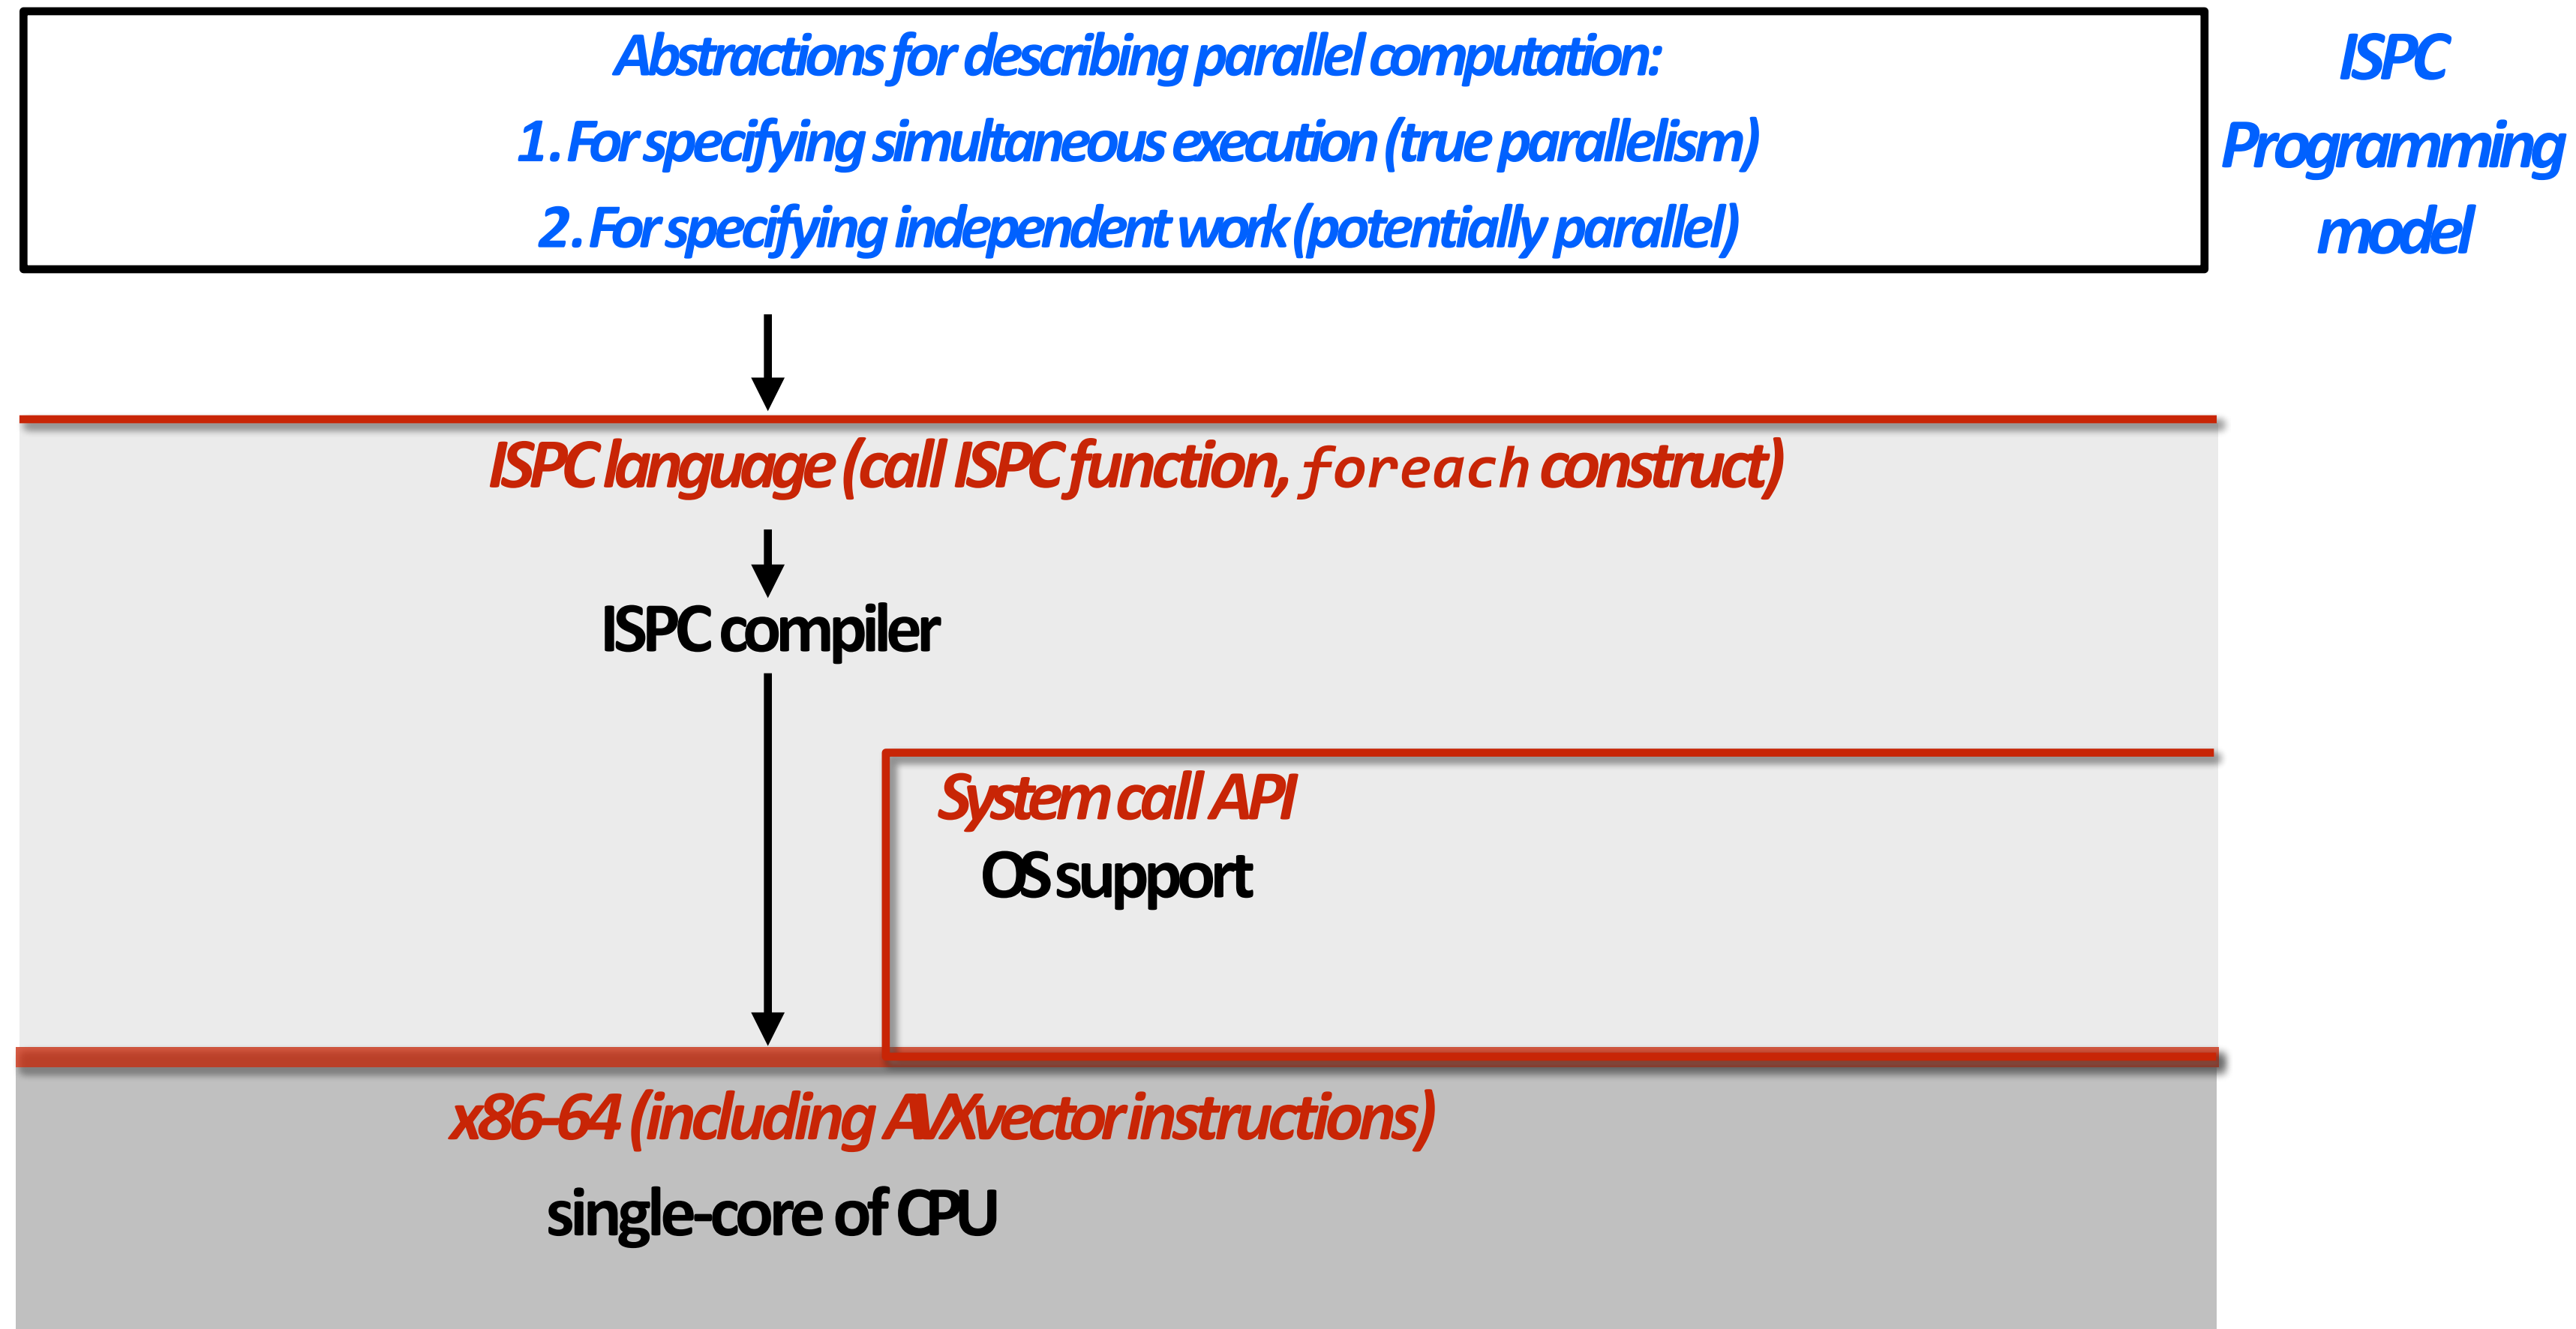 Abstractions for describing parallel computation:
1. For specifying simultaneous execution (true parallelism)
2. For specifying independent work (potentially parallel)
ISPC
Programming
model
ISPC language (call ISPC function, foreach construct)
ISPC compiler
System call API
OS support
x86-64 (including AVX vector instructions)
single-core of CPU